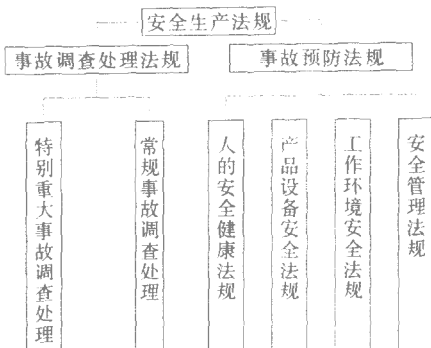 安全生产法规
事故调查处理法规
事故预防法规
特别重大事故调查处理
常规事故调查处理
人的安全健康法规
产品设备安全法规
工作环境安全法规
安全管理法规